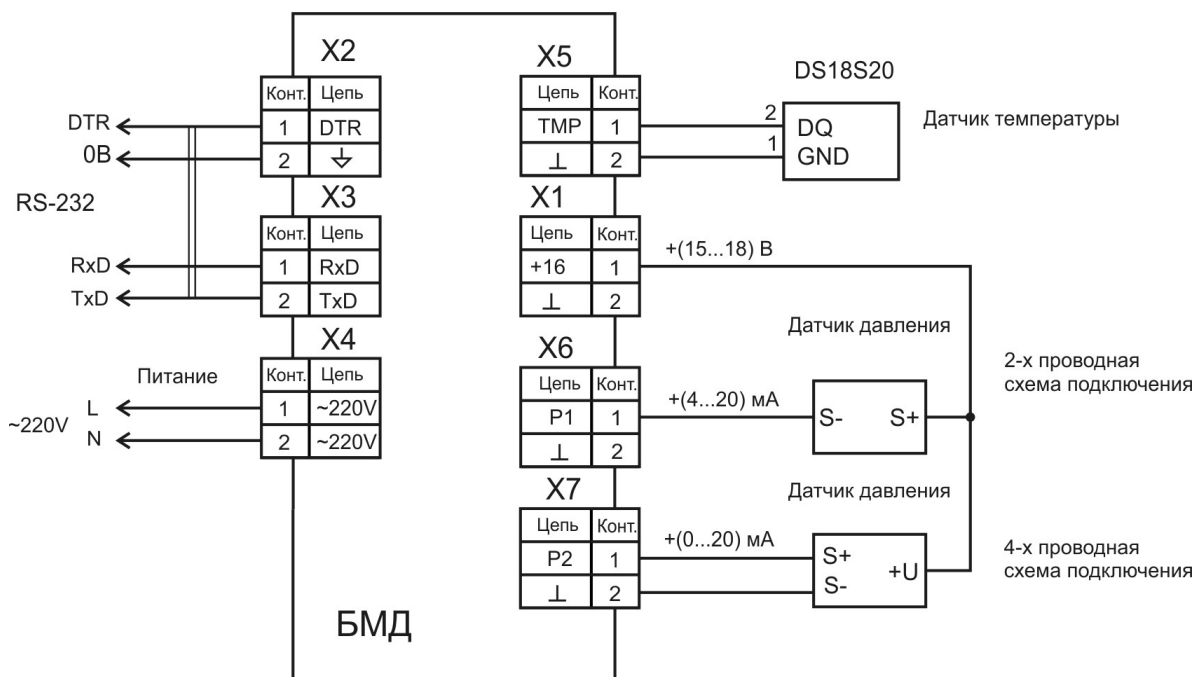 X2
Конт. Цепь
DTR 1 DTR
0В 2
RS-232
X3
Конт. Цепь
RxD 1 RxD
TxD 2 TxD
X4
Питание
Конт. Цепь
~220V
L 1 ~220V
N 2 ~220V
БМД
X5
Цепь Конт.
TMP 1
⊥ 2
DS18S20
2 DQ
1 GND
Датчик температуры
X1
Цепь Конт.
+16 1
⊥ 2
+(15...18) В
Датчик давления
2-х проводная
схема подключения
X6
Цепь Конт.
P1 1
⊥ 2
+(4...20) мА
S- S+
Датчик давления
X7
Цепь Конт.
P2 1
⊥ 2
+(0...20) мА
S+
S-
+U
4-х проводная
схема подключения